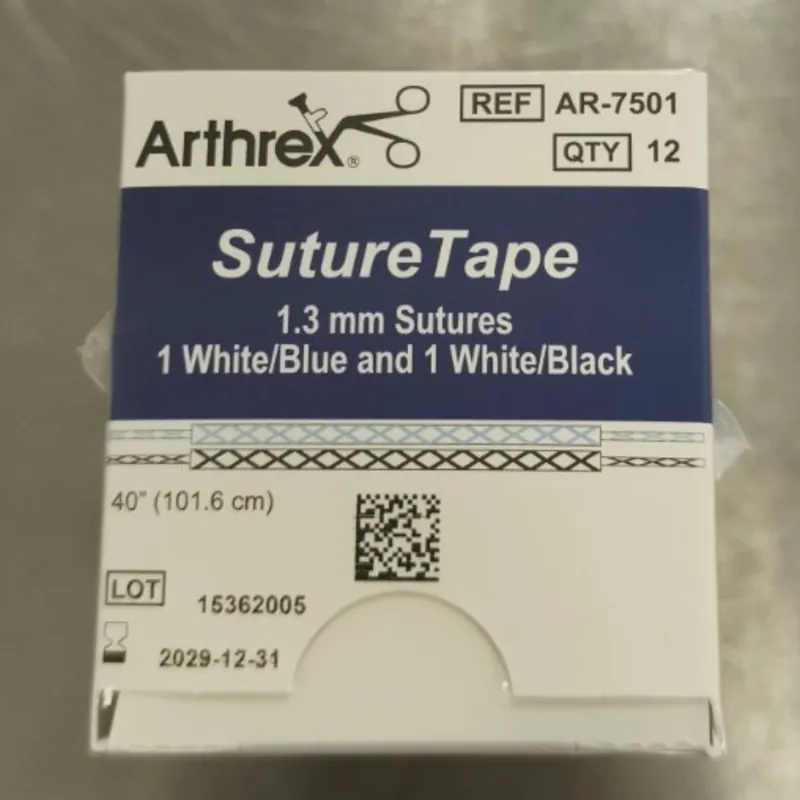 Arthrex®
REF AR-7501
QTY 12
SutureTape
1.3 mm Sutures
1 White/Blue and 1 White/Black
40" (101.6 cm)
LOT 15362005
2029-12-31